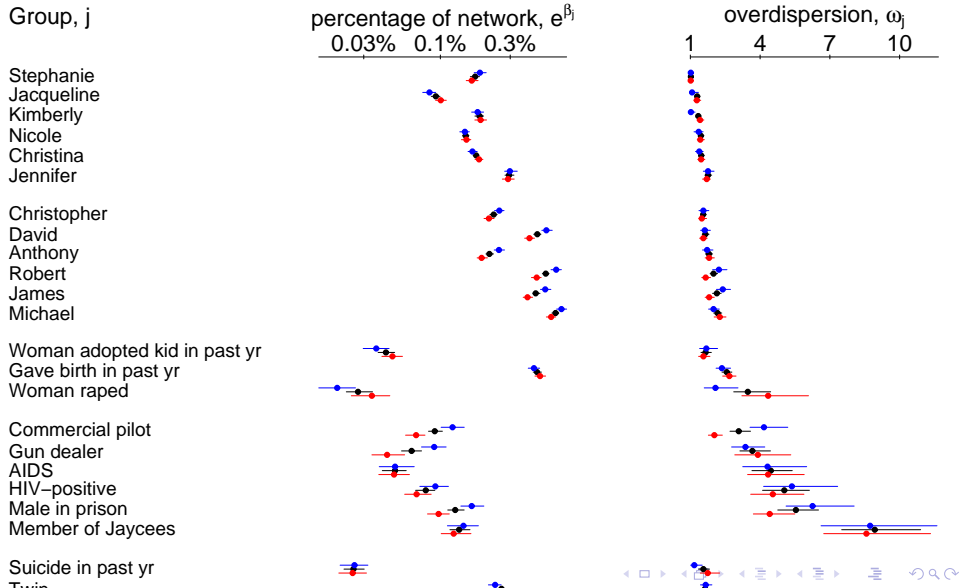 Group, j percentage of network, e^βj overdispersion, ωj
0.03% 0.1% 0.3% 1 4 7 10
Stephanie
Jacqueline
Kimberly
Nicole
Christina
Jennifer
Christopher
David
Anthony
Robert
James
Michael
Woman adopted kid in past yr
Gave birth in past yr
Woman raped
Commercial pilot
Gun dealer
AIDS
HIV−positive
Male in prison
Member of Jaycees
Suicide in past yr
Twin